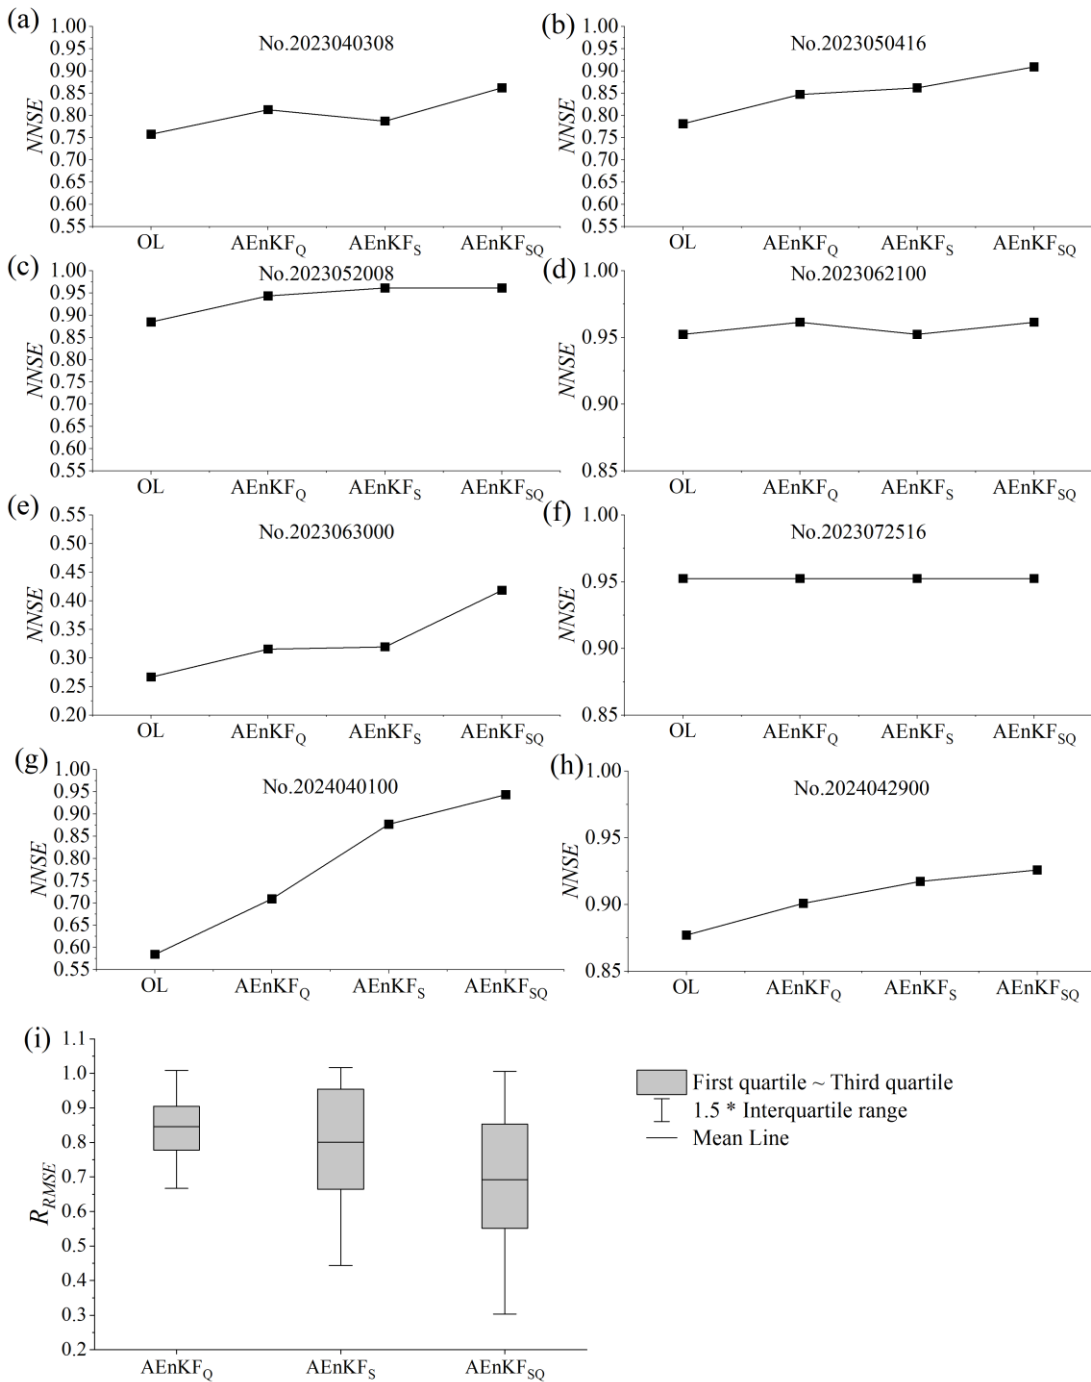 (a)
No.2023040308
NNSE
1.00
0.95
0.90
0.85
0.80
0.75
0.70
0.65
0.60
0.55
OL
AEnKF_Q
AEnKF_S
AEnKF_SQ
(b)
No.2023050416
NNSE
1.00
0.95
0.90
0.85
0.80
0.75
0.70
0.65
0.60
0.55
OL
AEnKF_Q
AEnKF_S
AEnKF_SQ
(c)
No.2023052008
NNSE
1.00
0.95
0.90
0.85
0.80
0.75
0.70
0.65
0.60
0.55
OL
AEnKF_Q
AEnKF_S
AEnKF_SQ
(d)
No.2023062100
NNSE
1.00
0.95
0.90
0.85
OL
AEnKF_Q
AEnKF_S
AEnKF_SQ
(e)
No.2023063000
NNSE
0.55
0.50
0.45
0.40
0.35
0.30
0.25
0.20
OL
AEnKF_Q
AEnKF_S
AEnKF_SQ
(f)
No.2023072516
NNSE
1.00
0.95
0.90
0.85
OL
AEnKF_Q
AEnKF_S
AEnKF_SQ
(g)
No.2024040100
NNSE
1.00
0.95
0.90
0.85
0.80
0.75
0.70
0.65
0.60
0.55
OL
AEnKF_Q
AEnKF_S
AEnKF_SQ
(h)
No.2024042900
NNSE
1.00
0.95
0.90
0.85
OL
AEnKF_Q
AEnKF_S
AEnKF_SQ
(i)
R_RMSE
1.1
1.0
0.9
0.8
0.7
0.6
0.5
0.4
0.3
0.2
AEnKF_Q
AEnKF_S
AEnKF_SQ
First quartile ~ Third quartile
1.5 * Interquartile range
Mean Line